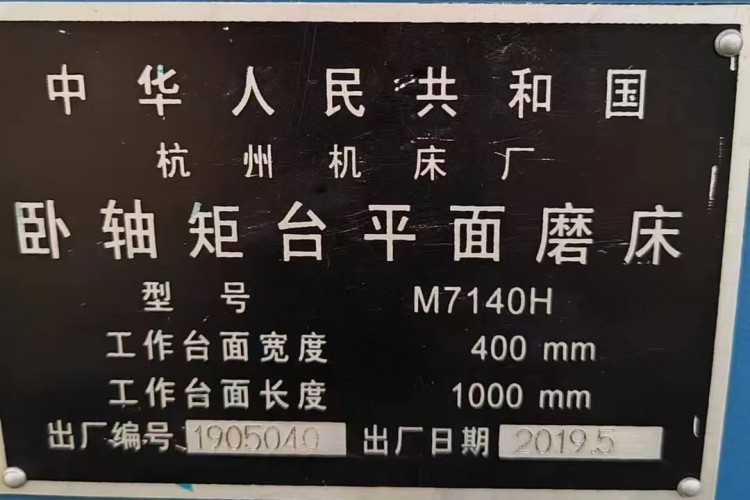 中华人民共和国
杭州机床厂
卧轴矩台平面磨床
型号 M7140H
工作台面宽度 400 mm
工作台面长度 1000 mm
出厂编号 1905040 出厂日期 2019.5